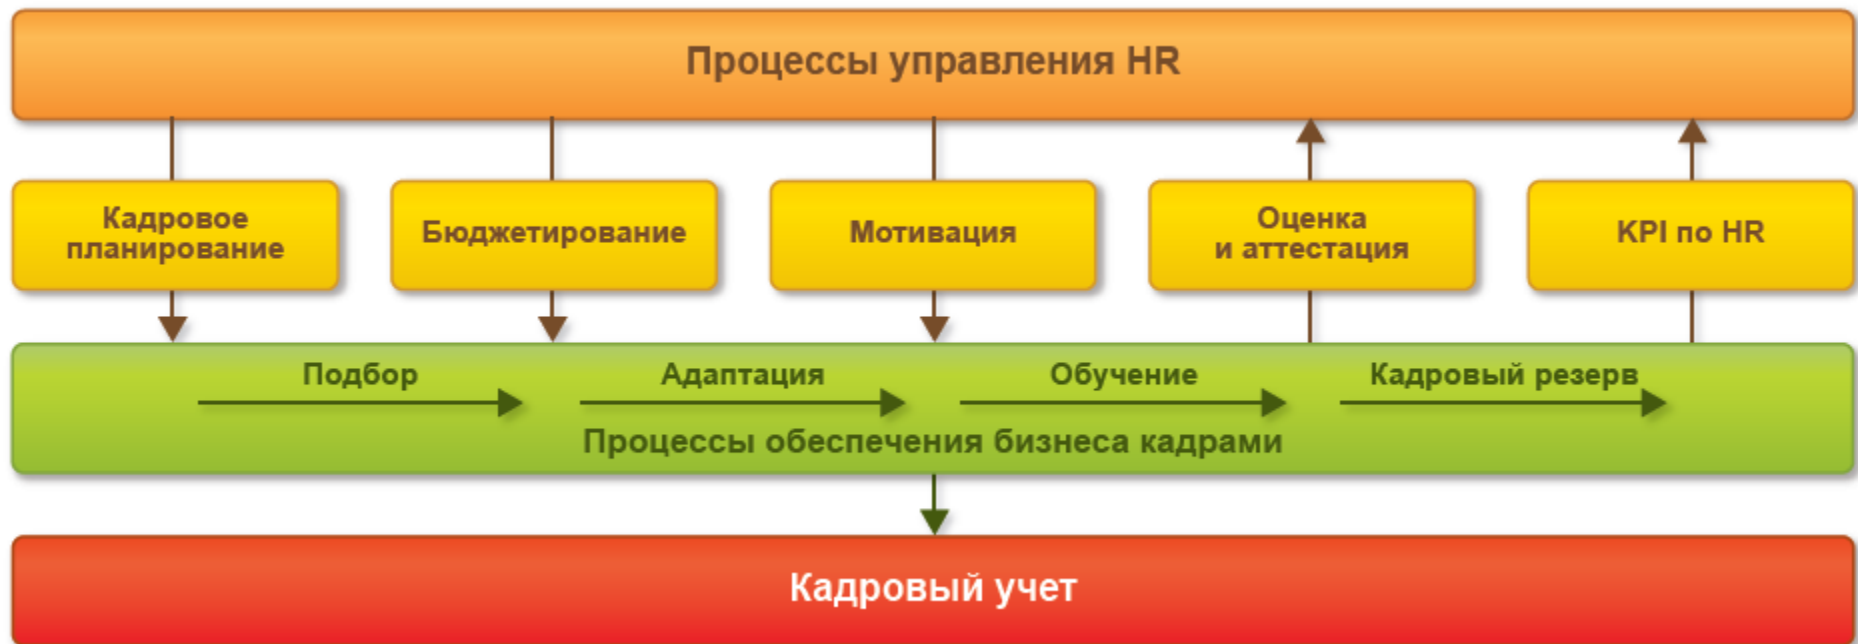 Процессы управления HR
Кадровое
планирование
Бюджетирование
Мотивация
Оценка
и аттестация
KPI по HR
Подбор
Адаптация
Обучение
Кадровый резерв
Процессы обеспечения бизнеса кадрами
Кадровый учет